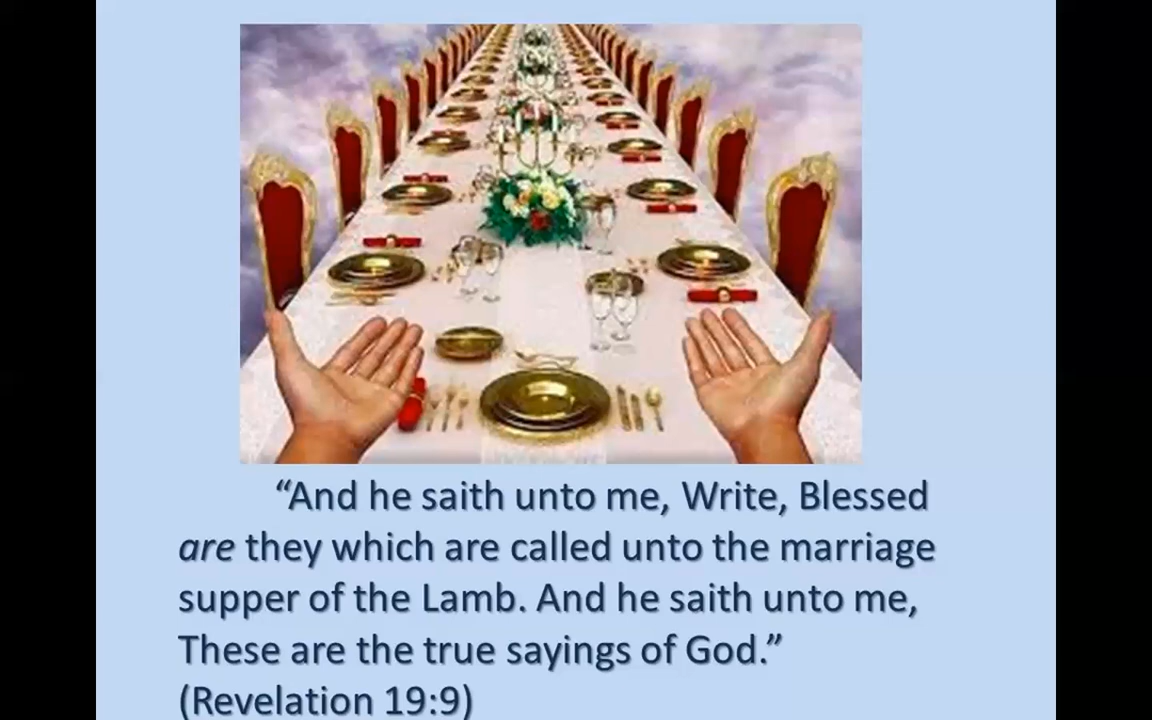 “And he saith unto me, Write, Blessed
are they which are called unto the marriage
supper of the Lamb. And he saith unto me,
These are the true sayings of God.”
(Revelation 19:9)